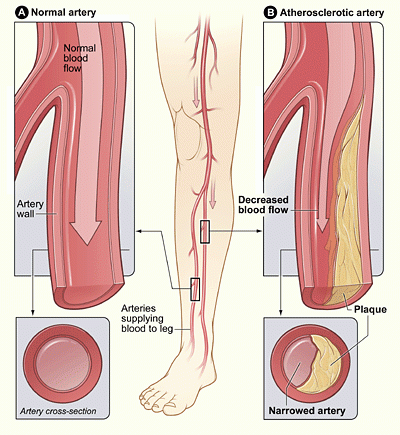 A Normal artery
Normal
blood
flow
Artery
wall
Artery cross-section
Arteries
supplying
blood to leg
B Atherosclerotic artery
Decreased
blood flow
Plaque
Narrowed artery